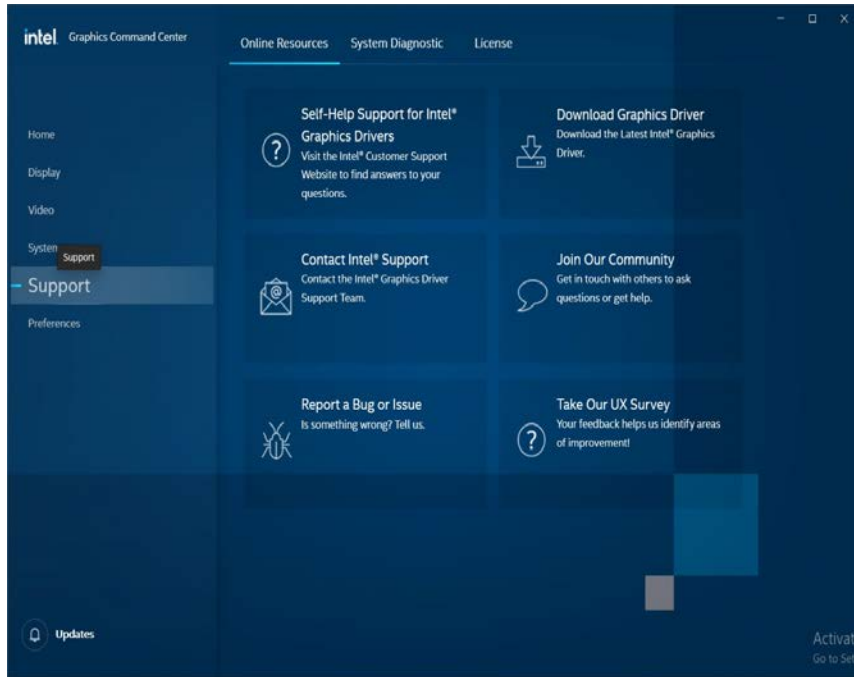 intel. Graphics Command Center
Online Resources System Diagnostic License
Home
Display
Video
System
Support
Support
Preferences
Updates
Self-Help Support for Intel®
Graphics Drivers
Visit the Intel® Customer Support
Website to find answers to your
questions.
Download Graphics Driver
Download the Latest Intel® Graphics
Driver.
Contact Intel® Support
Contact the Intel® Graphics Driver
Support Team.
Join Our Community
Get in touch with others to ask
questions or get help.
Report a Bug or Issue
Is something wrong? Tell us.
Take Our UX Survey
Your feedback helps us identify areas
of improvement!
Activat
Go to Set